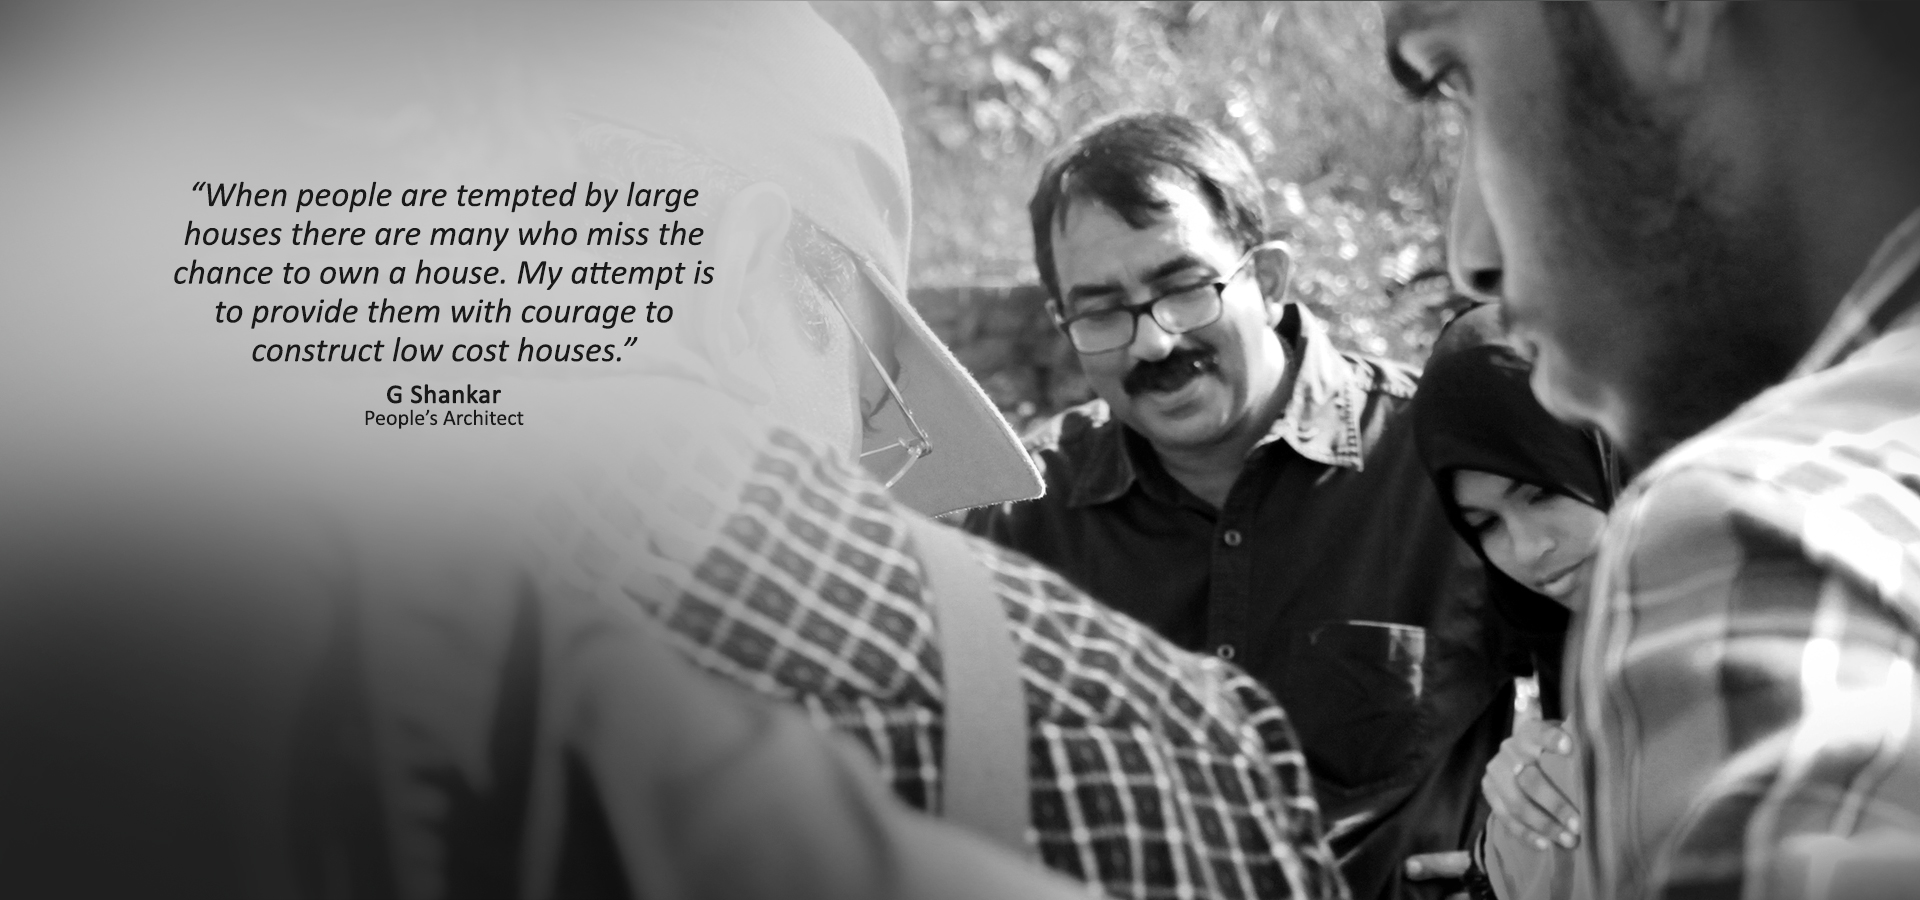 “When people are tempted by large
houses there are many who miss the
chance to own a house. My attempt is
to provide them with courage to
construct low cost houses.”
G Shankar
People’s Architect